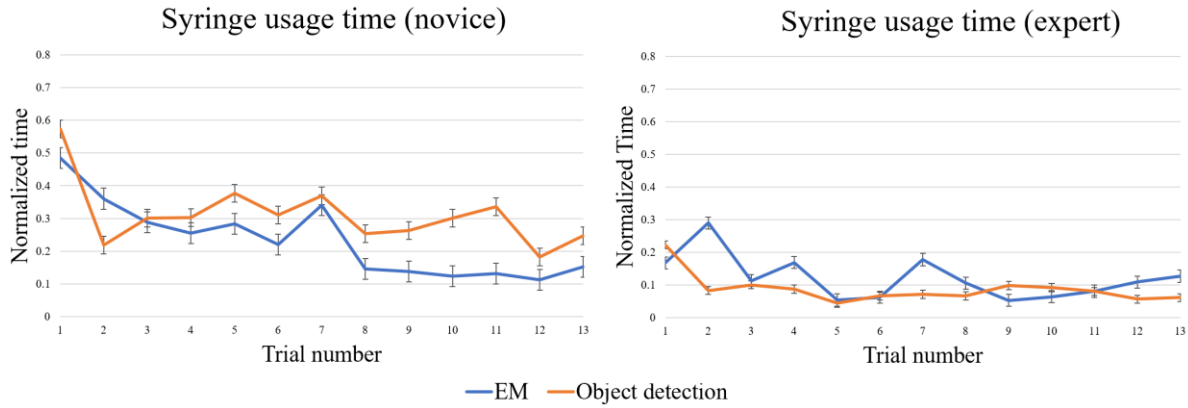 Syringe usage time (novice)
0.8
0.7
0.6
0.5
0.4
0.3
0.2
0.1
0
Normalized time
1 2 3 4 5 6 7 8 9 10 11 12 13
Trial number
Syringe usage time (expert)
0.8
0.7
0.6
0.5
0.4
0.3
0.2
0.1
0
Normalized Time
1 2 3 4 5 6 7 8 9 10 11 12 13
Trial number
EM Object detection